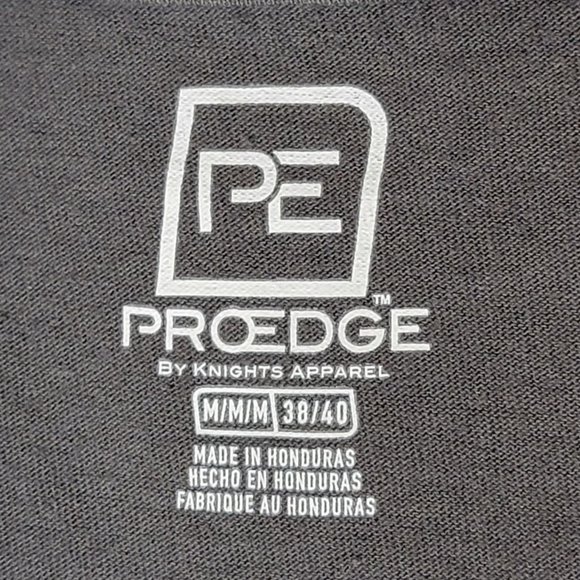 PE
PROEDGE™
BY KNIGHTS APPAREL
M/M/M 38/40
MADE IN HONDURAS
HECHO EN HONDURAS
FABRIQUE AU HONDURAS